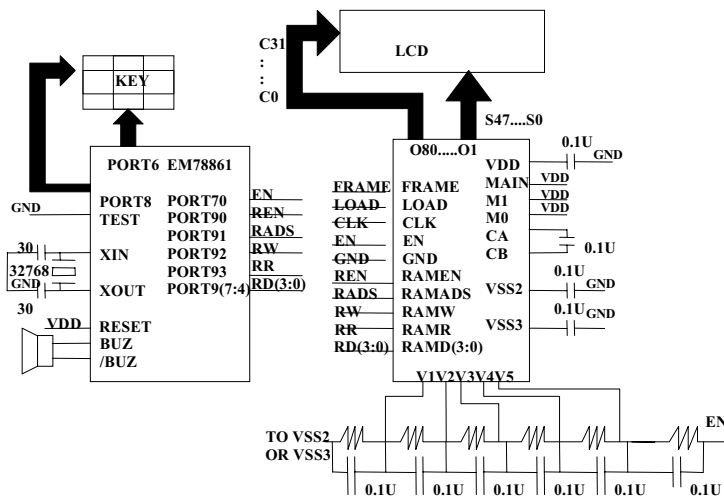 C31
:
:
C0
LCD
KEY
S47....S0
PORT6 EM78861
PORT8
TEST
XIN
XOUT
RESET
BUZ
/BUZ
PORT70
PORT90
PORT91
PORT92
PORT93
PORT9(7:4)
GND
30
32768
GND
30
VDD
EN
REN
RADS
RW
RR
RD(3:0)
O80.....O1
FRAME
LOAD
CLK
EN
GND
REN
RADS
RW
RR
RD(3:0)
FRAME
LOAD
CLK
EN
GND
RAMEN
RAMADS
RAMW
RAMR
RAMD(3:0)
VDD
MAIN
M1
M0
CA
CB
VSS2
VSS3
0.1U
GND
VDD
VDD
VDD
0.1U
0.1U
GND
0.1U
GND
V1V2V3V4V5
TO VSS2
OR VSS3
EN
0.1U 0.1U 0.1U 0.1U 0.1U 0.1U